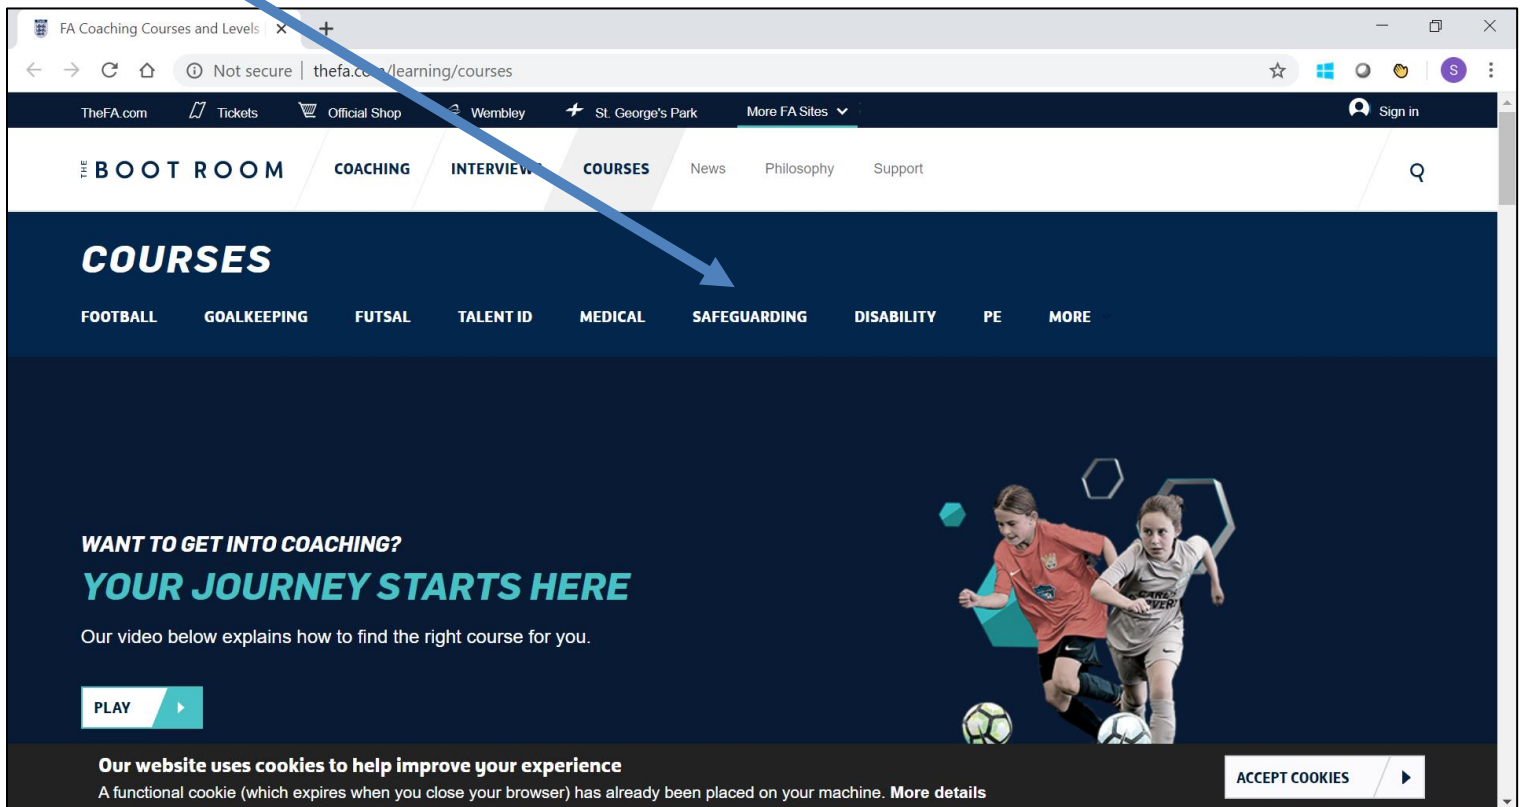 FA Coaching Courses and Levels
Not secure | thefa.com/learning/courses
S
TheFA.com Tickets Official Shop Wembley St. George's Park More FA Sites Sign in
THE BOOT ROOM COACHING INTERVIEWS COURSES News Philosophy Support
COURSES
FOOTBALL GOALKEEPING FUTSAL TALENT ID MEDICAL SAFEGUARDING DISABILITY PE MORE
WANT TO GET INTO COACHING?
YOUR JOURNEY STARTS HERE
Our video below explains how to find the right course for you.
PLAY
Our website uses cookies to help improve your experience
A functional cookie (which expires when you close your browser) has already been placed on your machine. More details
ACCEPT COOKIES